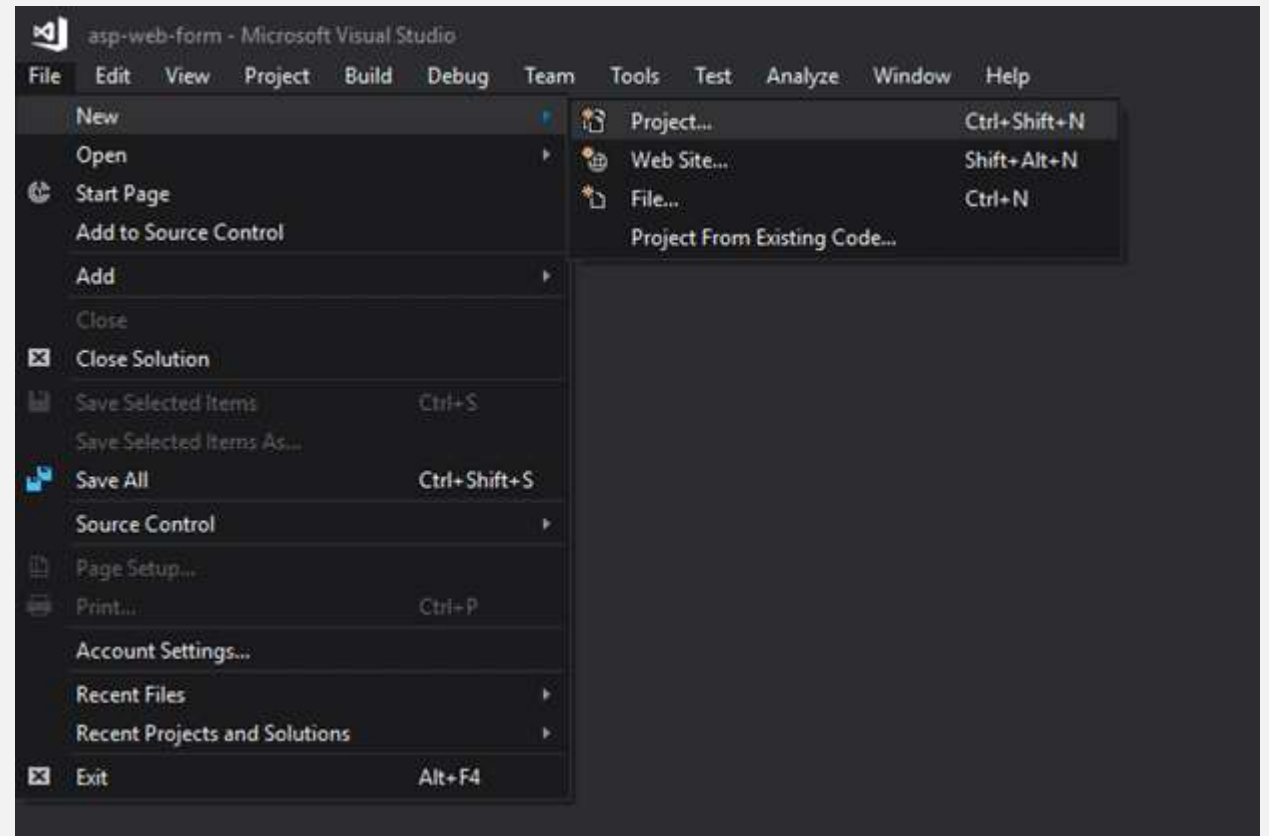 asp-web-form - Microsoft Visual Studio
File Edit View Project Build Debug Team Tools Test Analyze Window Help
New
Open
Start Page
Add to Source Control
Add
Close
Close Solution
Save Selected Items Ctrl+S
Save Selected Items As...
Save All Ctrl+Shift+S
Source Control
Page Setup...
Print... Ctrl+P
Account Settings...
Recent Files
Recent Projects and Solutions
Exit Alt+F4
Project... Ctrl+Shift+N
Web Site... Shift+Alt+N
File... Ctrl+N
Project From Existing Code...